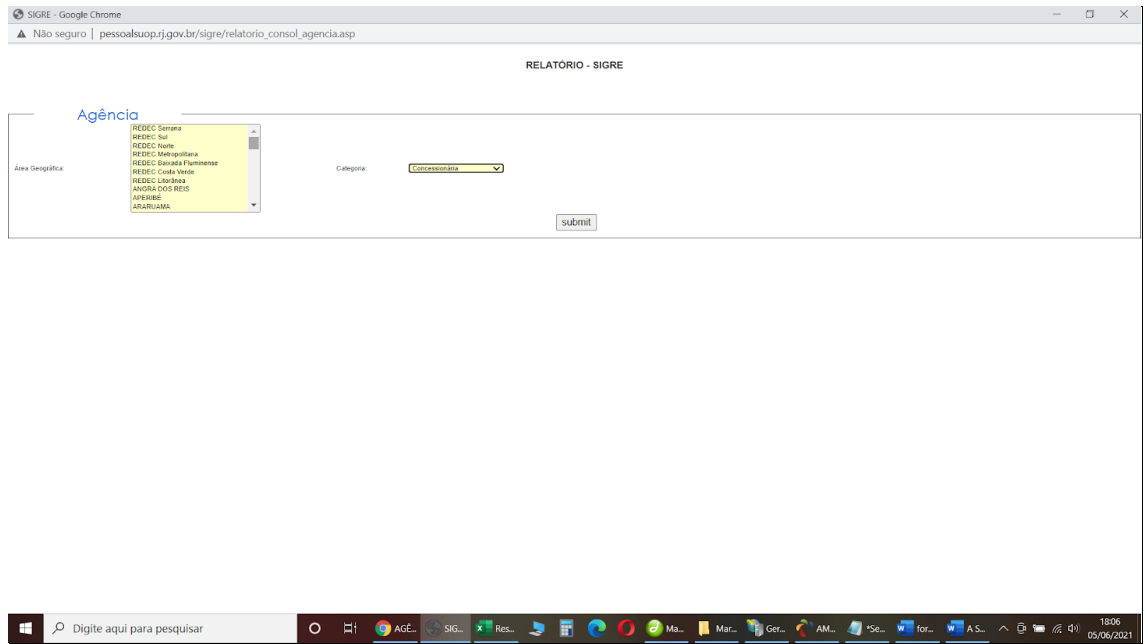 SIGRE - Google Chrome
Não seguro | pessoalsuop.rj.gov.br/sigre/relatorio_consol_agencia.asp
RELATÓRIO - SIGRE
Agência
Área Geográfica:
REDEC Serrana
REDEC Sul
REDEC Norte
REDEC Metropolitana
REDEC Baixada Fluminense
REDEC Costa Verde
REDEC Litorânea
ANGRA DOS REIS
APERIBÉ
ARARUAMA
Categoria:
Concessionária
submit
Digite aqui para pesquisar
AGÊ... SIG... Res... Ma... Mar... Ger... AM... *Se... for... A S...
18:06
05/06/2021